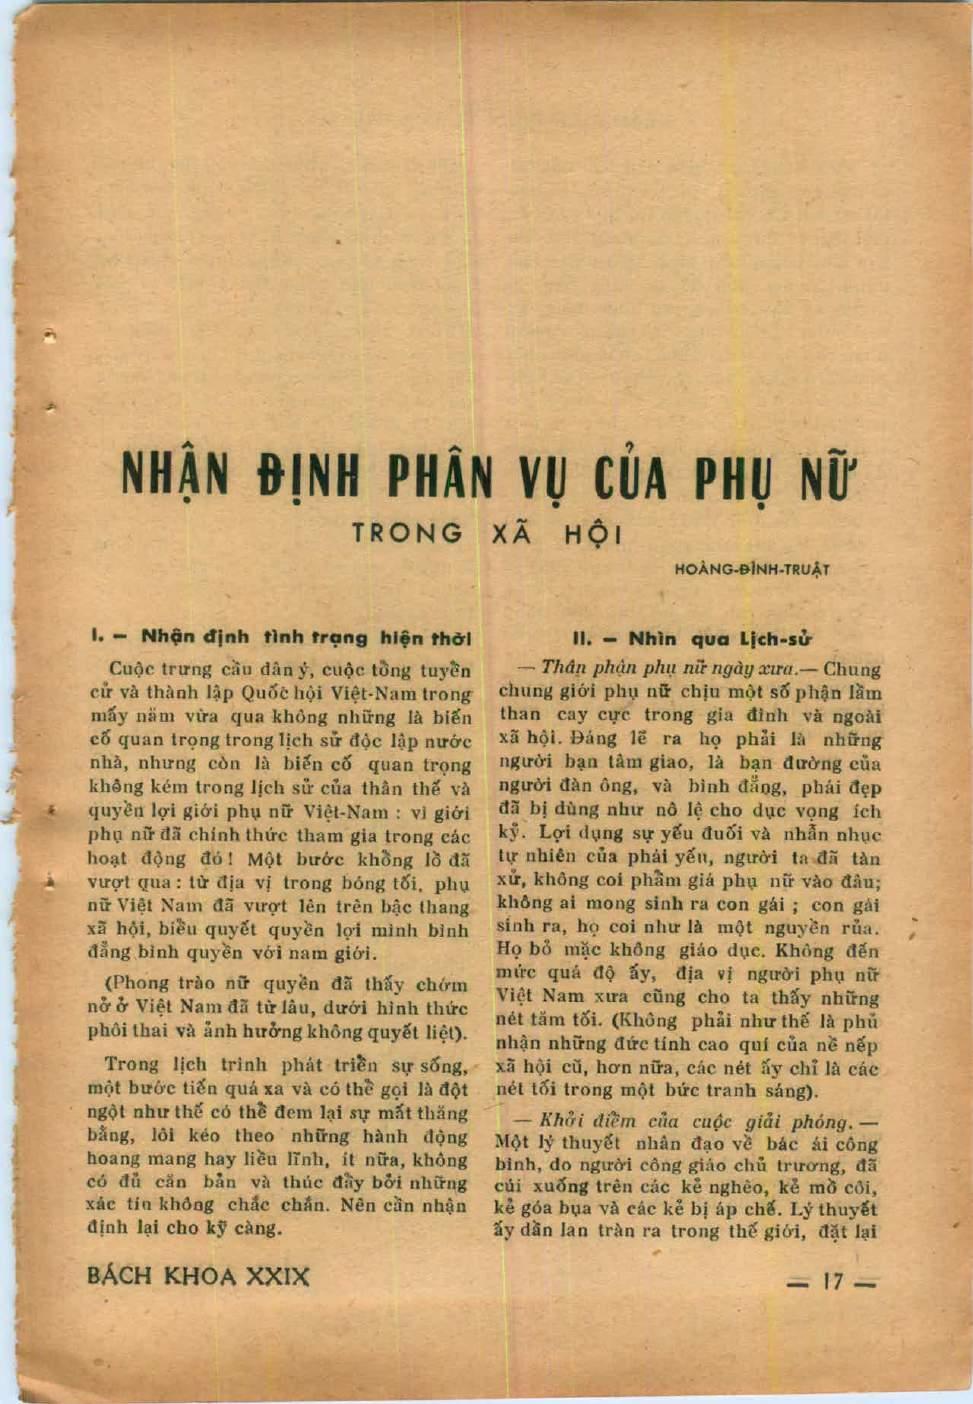 NHẬN ĐỊNH PHÂN VỤ CỦA PHỤ NỮ
TRONG XÃ HỘI
HOÀNG-ĐÌNH-TRUẬT
I. — Nhận định tình trạng hiện thời
Cuộc trưng cầu dân ý, cuộc tổng tuyển
cử và thành lập Quốc hội Việt-Nam trong
mấy năm vừa qua không những là biến
cố quan trọng trong lịch sử độc lập nước
nhà, nhưng còn là biến cố quan trọng
không kém trong lịch sử của thân thế và
quyền lợi giới phụ nữ Việt-Nam : vì giới
phụ nữ đã chính thức tham gia trong các
hoạt động đó ! Một bước khổng lồ đã
vượt qua : từ địa vị trong bóng tối, phụ
nữ Việt Nam đã vượt lên trên bậc thang
xã hội, biểu quyết quyền lợi mình bình
đẳng bình quyền với nam giới.
(Phong trào nữ quyền đã thấy chớm
nở ở Việt Nam đã từ lâu, dưới hình thức
phôi thai và ảnh hưởng không quyết liệt).
Trong lịch trình phát triển sự sống,
một bước tiến quá xa và có thể gọi là đột
ngột như thế có thể đem lại sự mất thăng
bằng, lôi kéo theo những hành động
hoang mang hay liều lĩnh, ít nữa, không
có đủ căn bản và thúc đẩy bởi những
xác tín không chắc chắn. Nên cần nhận
định lại cho kỹ càng.
II. — Nhìn qua Lịch-sử
— Thân phận phụ nữ ngày xưa.— Chung
chung giới phụ nữ chịu một số phận lầm
than cay cực trong gia đình và ngoài
xã hội. Đáng lẽ ra họ phải là những
người bạn tâm giao, là bạn đường của
người đàn ông, và bình đẳng, phái đẹp
đã bị dùng như nô lệ cho dục vọng ích
kỷ. Lợi dụng sự yếu đuối và nhẫn nhục
tự nhiên của phái yếu, người ta đã tàn
xử, không coi phẩm giá phụ nữ vào đâu;
không ai mong sinh ra con gái ; con gái
sinh ra, họ coi như là một nguyền rủa.
Họ bỏ mặc không giáo dục. Không đến
mức quá độ ấy, địa vị người phụ nữ
Việt Nam xưa cũng cho ta thấy những
nét tăm tối. (Không phải như thế là phủ
nhận những đức tính cao quí của nề nếp
xã hội cũ, hơn nữa, các nét ấy chỉ là các
nét tối trong một bức tranh sáng).
— Khởi điểm của cuộc giải phóng. —
Một lý thuyết nhân đạo về bác ái công
bình, do người công giáo chủ trương, đã
cúi xuống trên các kẻ nghèo, kẻ mồ côi,
kẻ góa bụa và các kẻ bị áp chế. Lý thuyết
ấy dần lan tràn ra trong thế giới, đặt lại
BÁCH KHOA XXIX
— 17 —